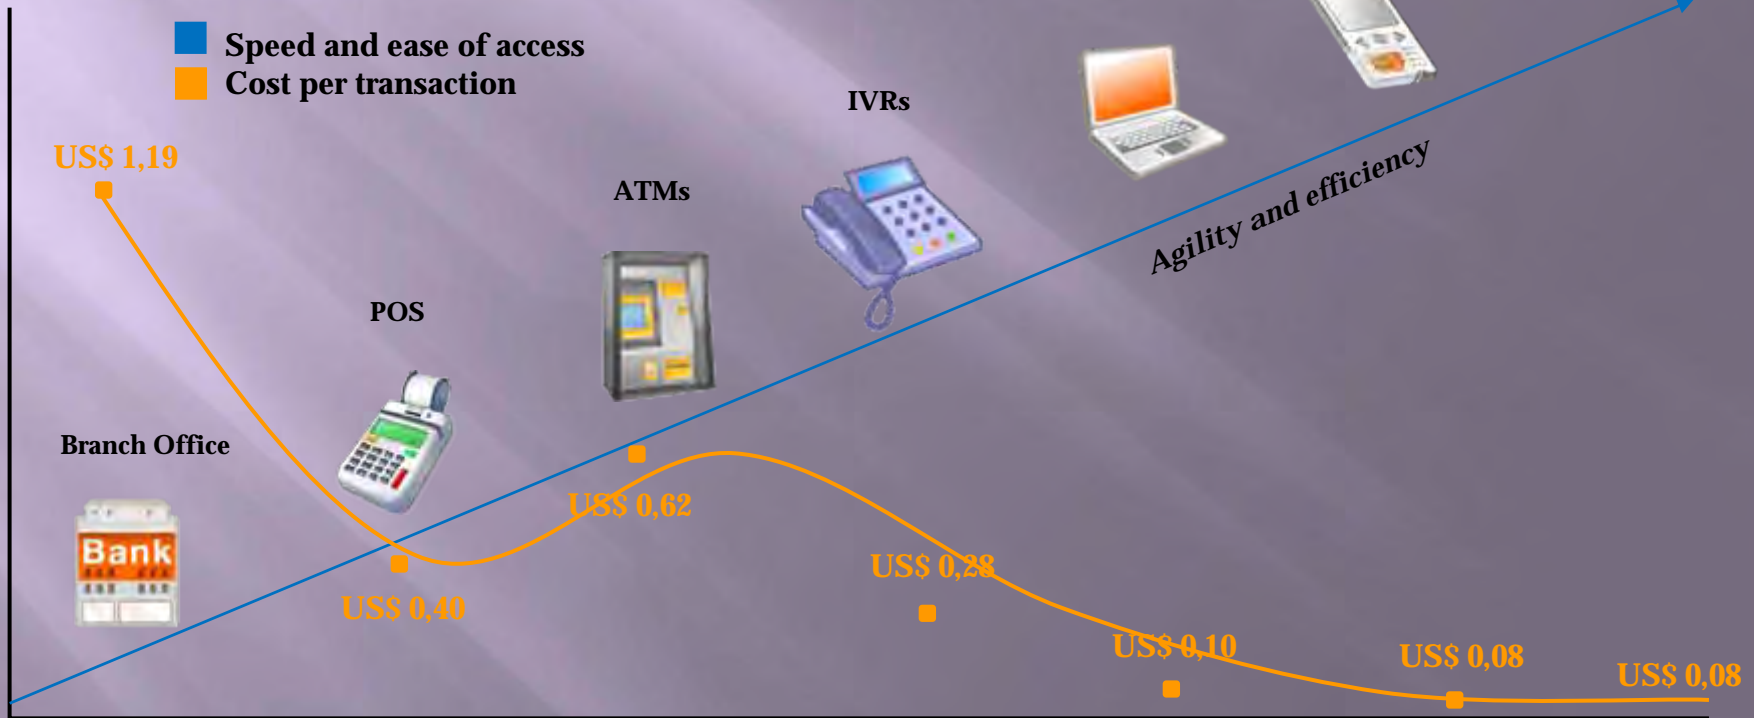 Speed and ease of access
Cost per transaction
IVRs
US$ 1,19
ATMs
Agility and efficiency
POS
Branch Office
US$ 0,62
Bank
US$ 0,28
US$ 0,40
US$ 0,10
US$ 0,08
US$ 0,08